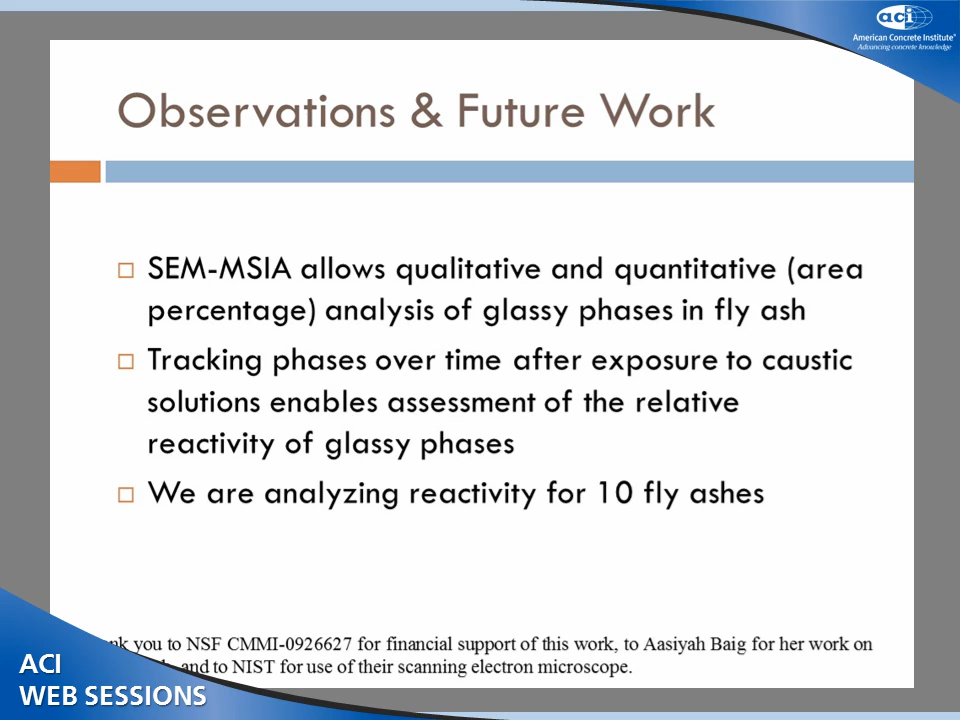 aci
American Concrete Institute®
Advancing concrete knowledge
Observations & Future Work
SEM-MSIA allows qualitative and quantitative (area
percentage) analysis of glassy phases in fly ash
Tracking phases over time after exposure to caustic
solutions enables assessment of the relative
reactivity of glassy phases
We are analyzing reactivity for 10 fly ashes
you to NSF CMMI-0926627 for financial support of this work, to Aasiyah Baig for her work on
and to NIST for use of their scanning electron microscope.
ACI
WEB SESSIONS